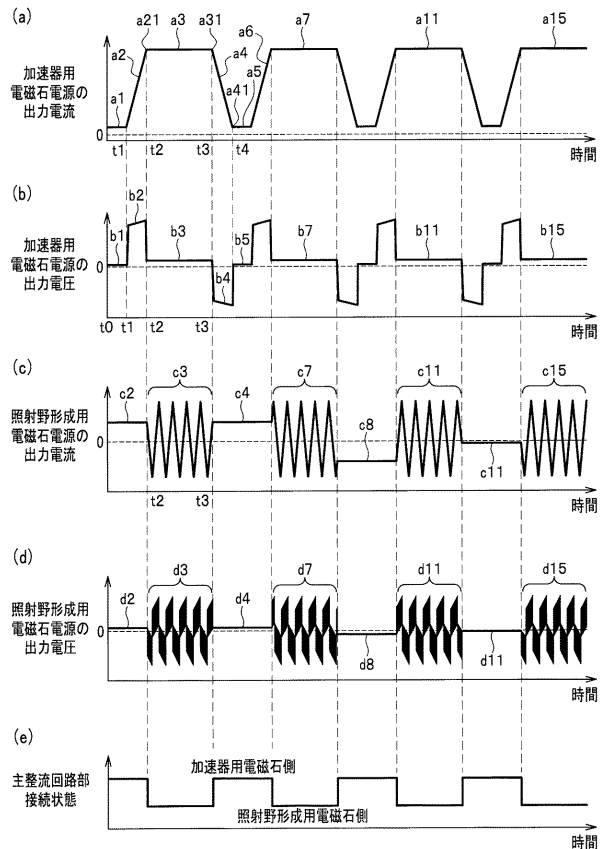 (a)
a21 a3 a31 a6 a7 a11 a15
a2 a4 a5
a1 a41
加速器用
電磁石電源の
出力電流
0
t1 t2 t3 t4
時間
(b)
b2
b1 b3 b5 b7 b11 b15
加速器用
電磁石電源の
出力電圧
0
b4
t0 t1 t2 t3
時間
(c)
c3 c7 c11 c15
c2 c4 c8
照射野形成用
電磁石電源の
出力電流
0
c11
t2 t3
時間
(d)
d3 d7 d11 d15
d2 d4
照射野形成用
電磁石電源の
出力電圧
0
d8 d11
時間
(e)
加速器用電磁石側
主整流回路部
接続状態
照射野形成用電磁石側
時間